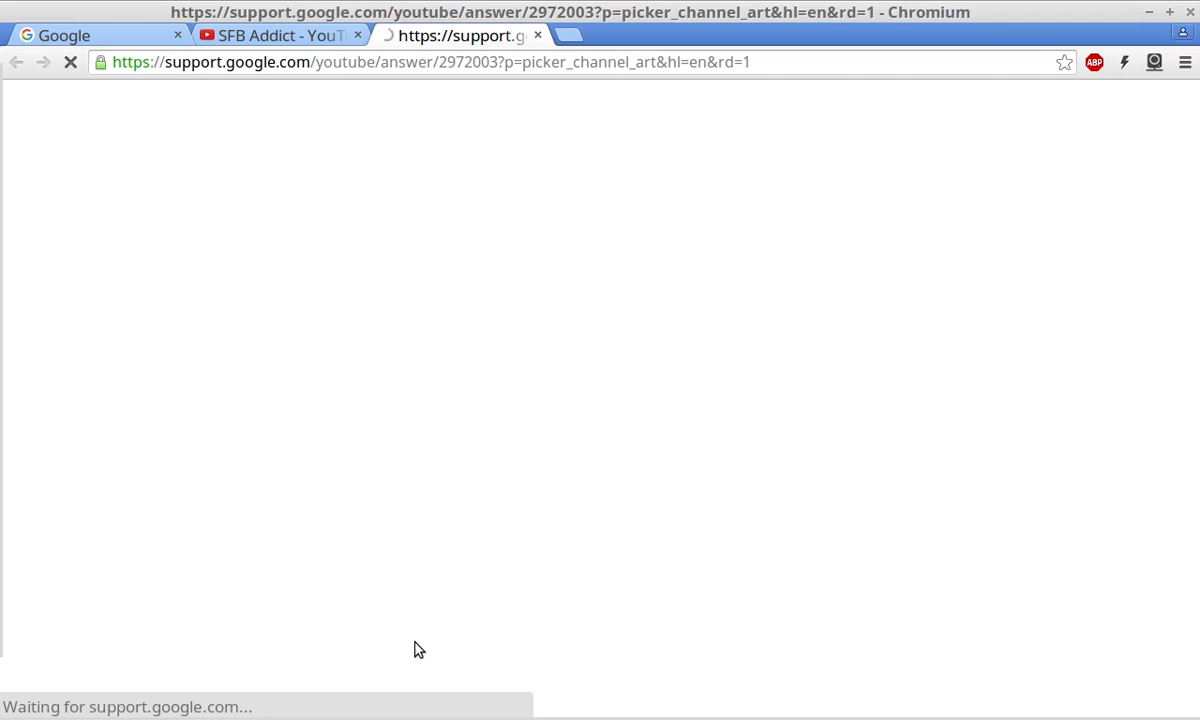 https://support.google.com/youtube/answer/2972003?p=picker_channel_art&hl=en&rd=1 - Chromium
Google
SFB Addict - YouT
https://support.g
https://support.google.com/youtube/answer/2972003?p=picker_channel_art&hl=en&rd=1
ABP
Waiting for support.google.com...